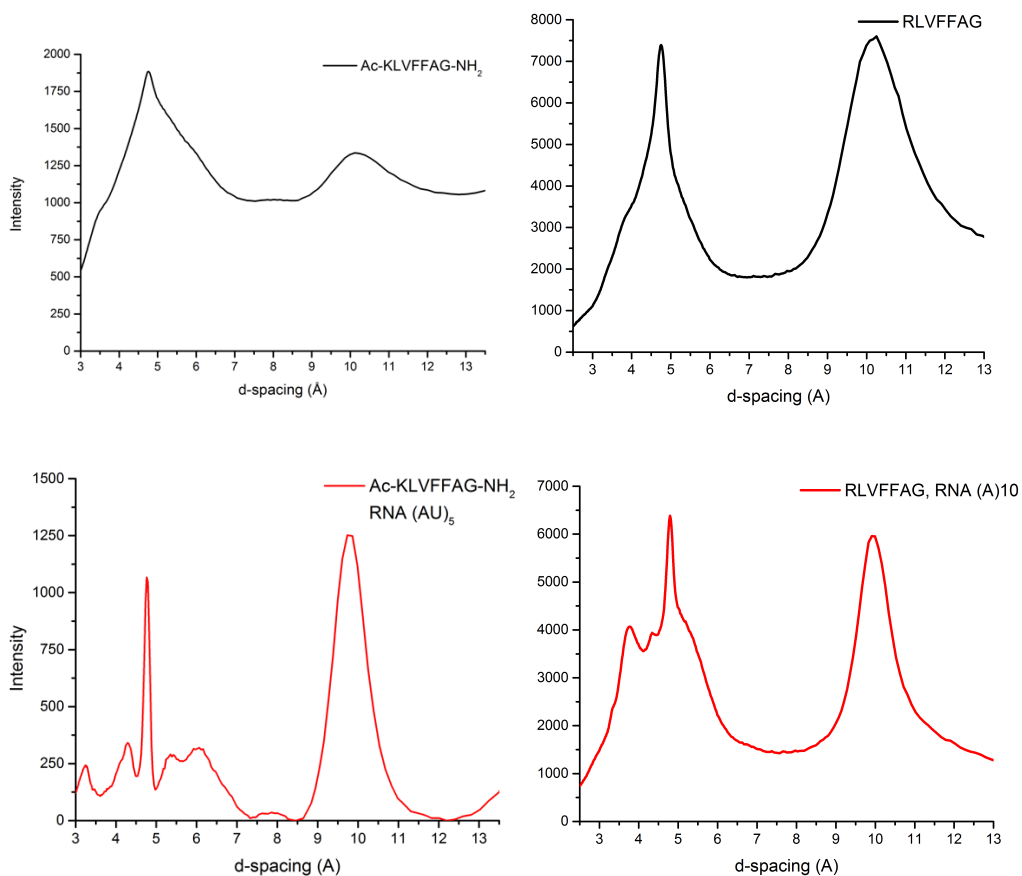 Ac-KLVFFAG-NH2
Intensity
2000
1750
1500
1250
1000
750
500
250
0
3 4 5 6 7 8 9 10 11 12 13
d-spacing (Å)
RLVFFAG
8000
7000
6000
5000
4000
3000
2000
1000
0
3 4 5 6 7 8 9 10 11 12 13
d-spacing (A)
Ac-KLVFFAG-NH2
RNA (AU)5
Intensity
1500
1250
1000
750
500
250
0
3 4 5 6 7 8 9 10 11 12 13
d-spacing (A)
RLVFFAG, RNA (A)10
7000
6000
5000
4000
3000
2000
1000
0
3 4 5 6 7 8 9 10 11 12 13
d-spacing (A)